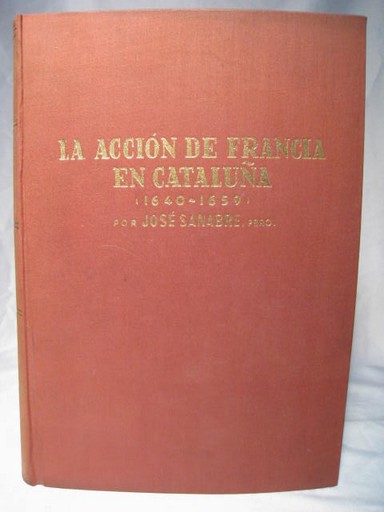 LA ACCIÓN DE FRANCIA
EN CATALUÑA
(1640-1659)
POR JOSÉ SANABRE, PBRO.